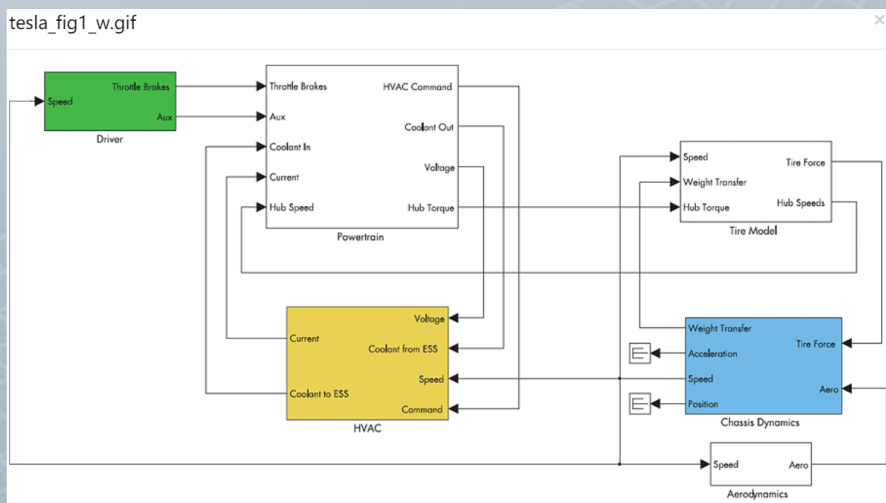 tesla_fig1_w.gif
×
Speed
Throttle Brakes
Aux
Driver
Throttle Brakes
Aux
Coolant In
Current
Hub Speed
HVAC Command
Coolant Out
Voltage
Hub Torque
Powertrain
Speed
Weight Transfer
Hub Torque
Tire Force
Hub Speeds
Tire Model
Current
Coolant to ESS
Voltage
Coolant from ESS
Speed
Command
HVAC
Weight Transfer
Acceleration
Speed
Position
Tire Force
Aero
Chassis Dynamics
Speed
Aero
Aerodynamics